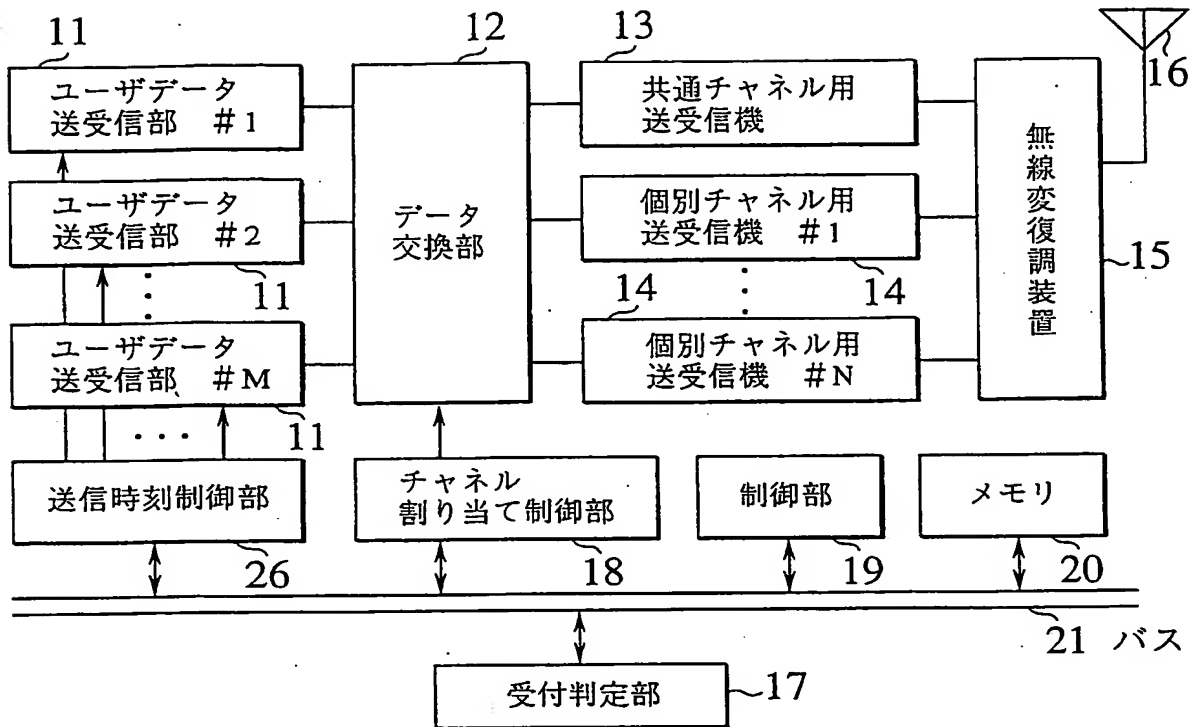 11
12
13
16
ユーザデータ
送受信部 #1
共通チャネル用
送受信機
ユーザデータ
送受信部 #2
データ
交換部
個別チャネル用
送受信機 #1
無線変復調装置
15
11
14
14
ユーザデータ
送受信部 #M
個別チャネル用
送受信機 #N
11
送信時刻制御部
チャネル
割り当て制御部
制御部
メモリ
26
18
19
20
21 バス
受付判定部
17